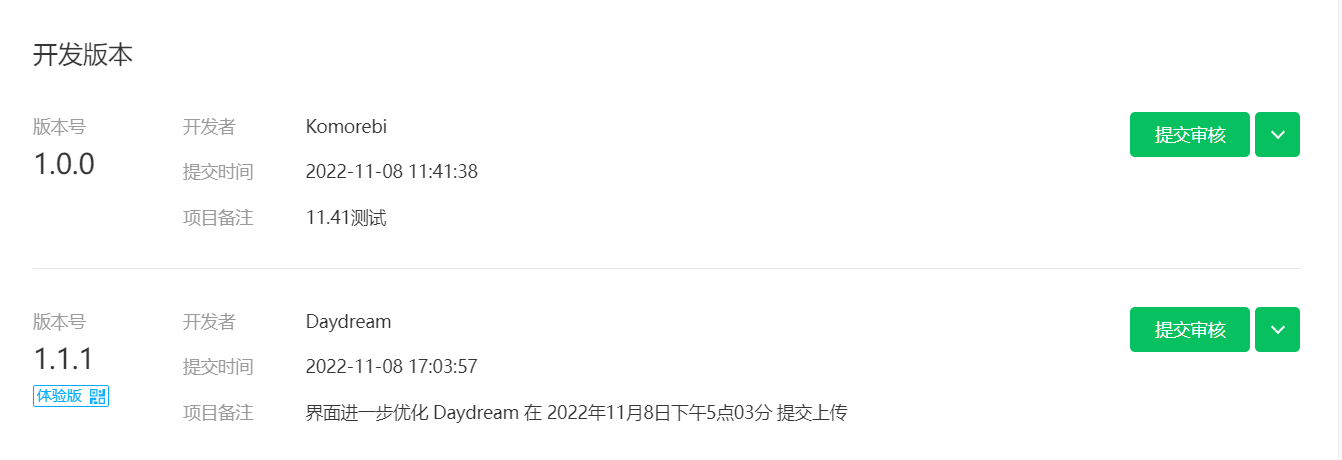 开发版本
版本号 开发者 Komorebi 提交审核
1.0.0 提交时间 2022-11-08 11:41:38
项目备注 11.41测试
版本号 开发者 Daydream 提交审核
1.1.1 提交时间 2022-11-08 17:03:57
体验版 项目备注 界面进一步优化 Daydream 在 2022年11月8日下午5点03分 提交上传